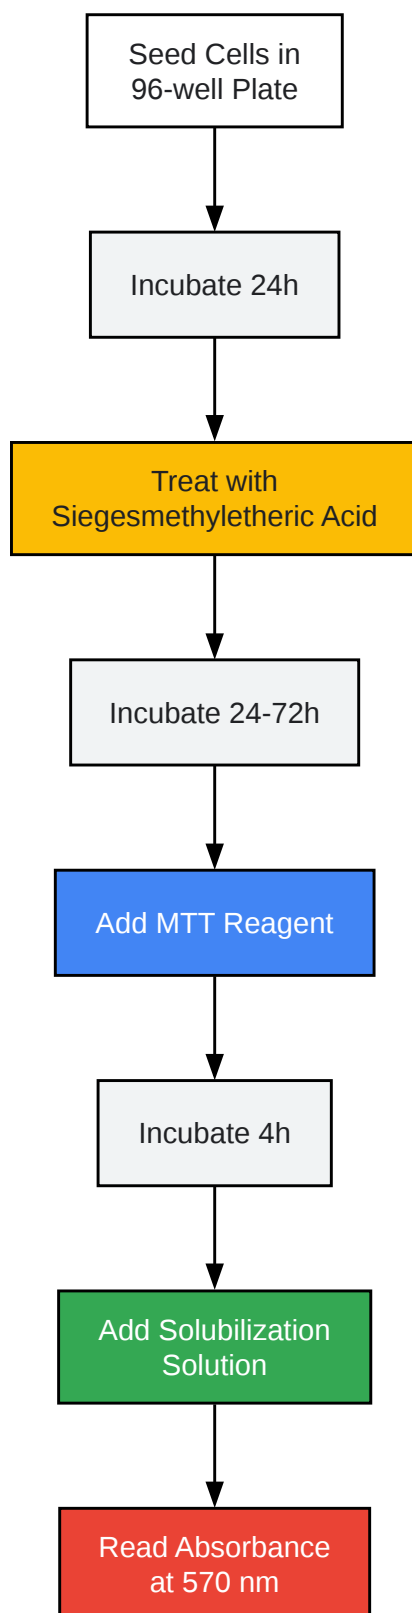 Seed Cells in
96-well Plate
Incubate 24h
Treat with
Siegesmethyletheric Acid
Incubate 24-72h
Add MTT Reagent
Incubate 4h
Add Solubilization
Solution
Read Absorbance
at 570 nm